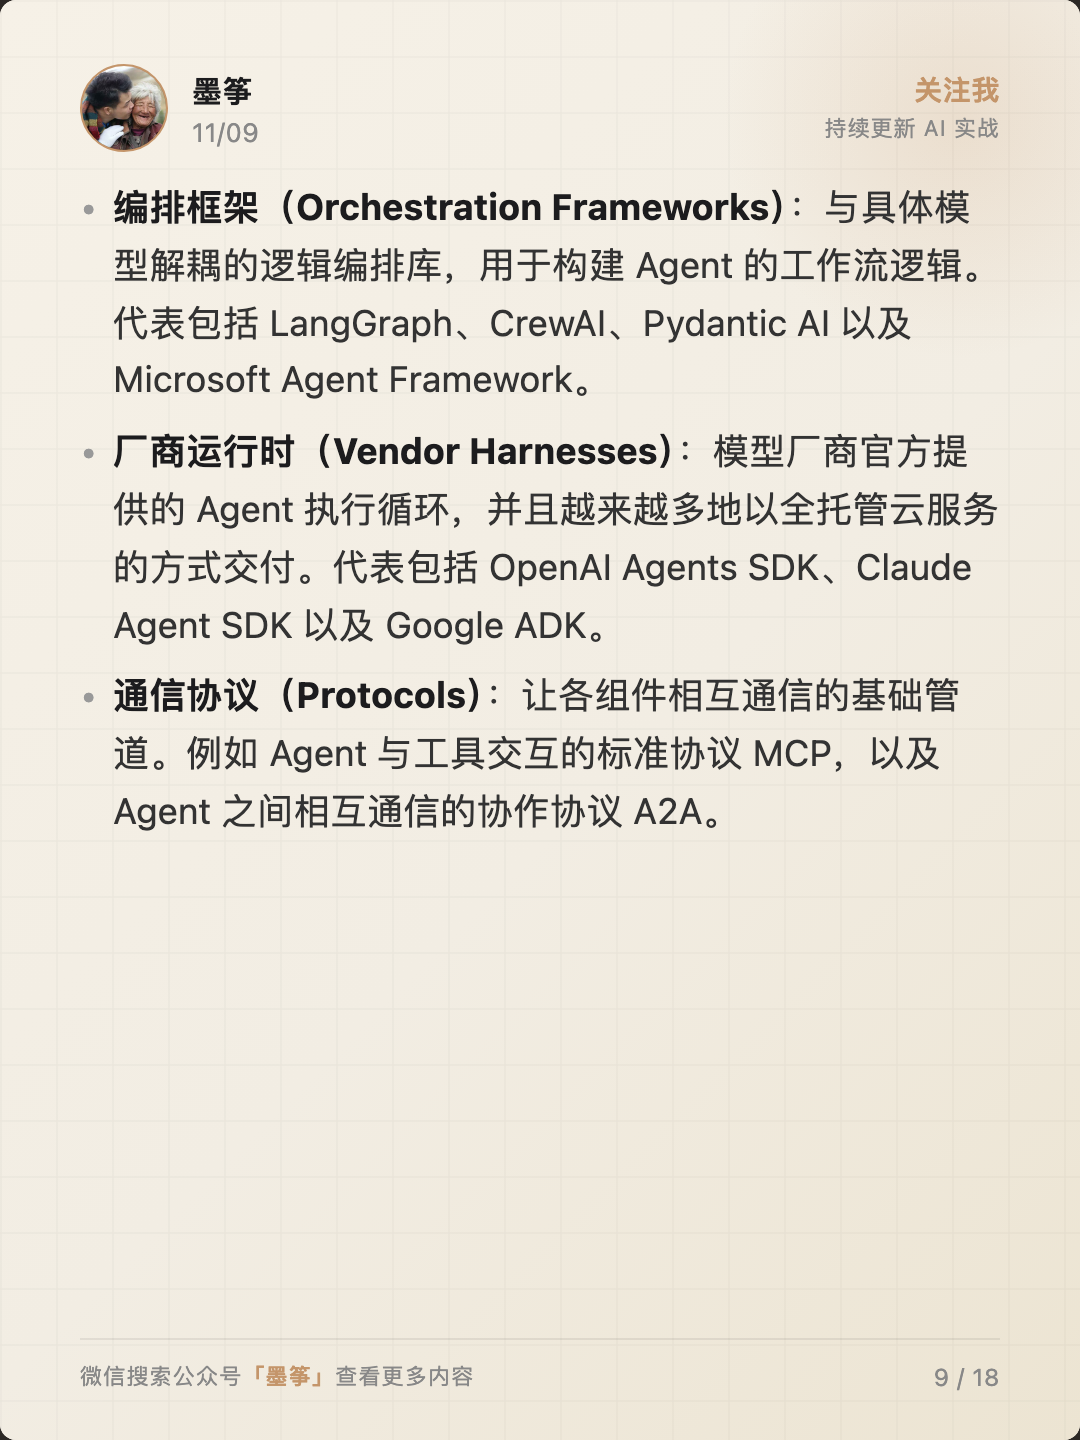 墨筝
11/09
关注我
持续更新 AI 实战
• 编排框架（Orchestration Frameworks）：与具体模
型解耦的逻辑编排库，用于构建 Agent 的工作流逻辑。
代表包括 LangGraph、CrewAI、Pydantic AI 以及
Microsoft Agent Framework。
• 厂商运行时（Vendor Harnesses）：模型厂商官方提
供的 Agent 执行循环，并且越来越多地以全托管云服务
的方式交付。代表包括 OpenAI Agents SDK、Claude
Agent SDK 以及 Google ADK。
• 通信协议（Protocols）：让各组件相互通信的基础管
道。例如 Agent 与工具交互的标准协议 MCP，以及
Agent 之间相互通信的协作协议 A2A。
微信搜索公众号「墨筝」查看更多内容
9 / 18